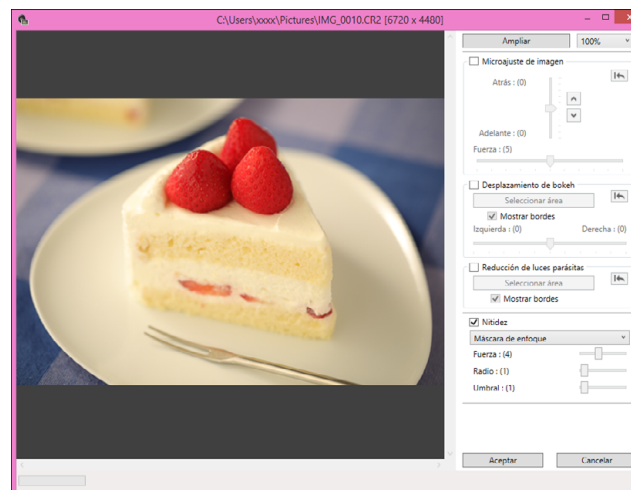 C:\Users\xxxx\Pictures\IMG_0010.CR2 [6720 x 4480]
Ampliar 100%
Microajuste de imagen
Atrás : (0)
Adelante : (0)
Fuerza : (5)
Desplazamiento de bokeh
Seleccionar área
Mostrar bordes
Izquierda : (0) Derecha : (0)
Reducción de luces parásitas
Seleccionar área
Mostrar bordes
Nitidez
Máscara de enfoque
Fuerza : (4)
Radio : (1)
Umbral : (1)
Aceptar Cancelar